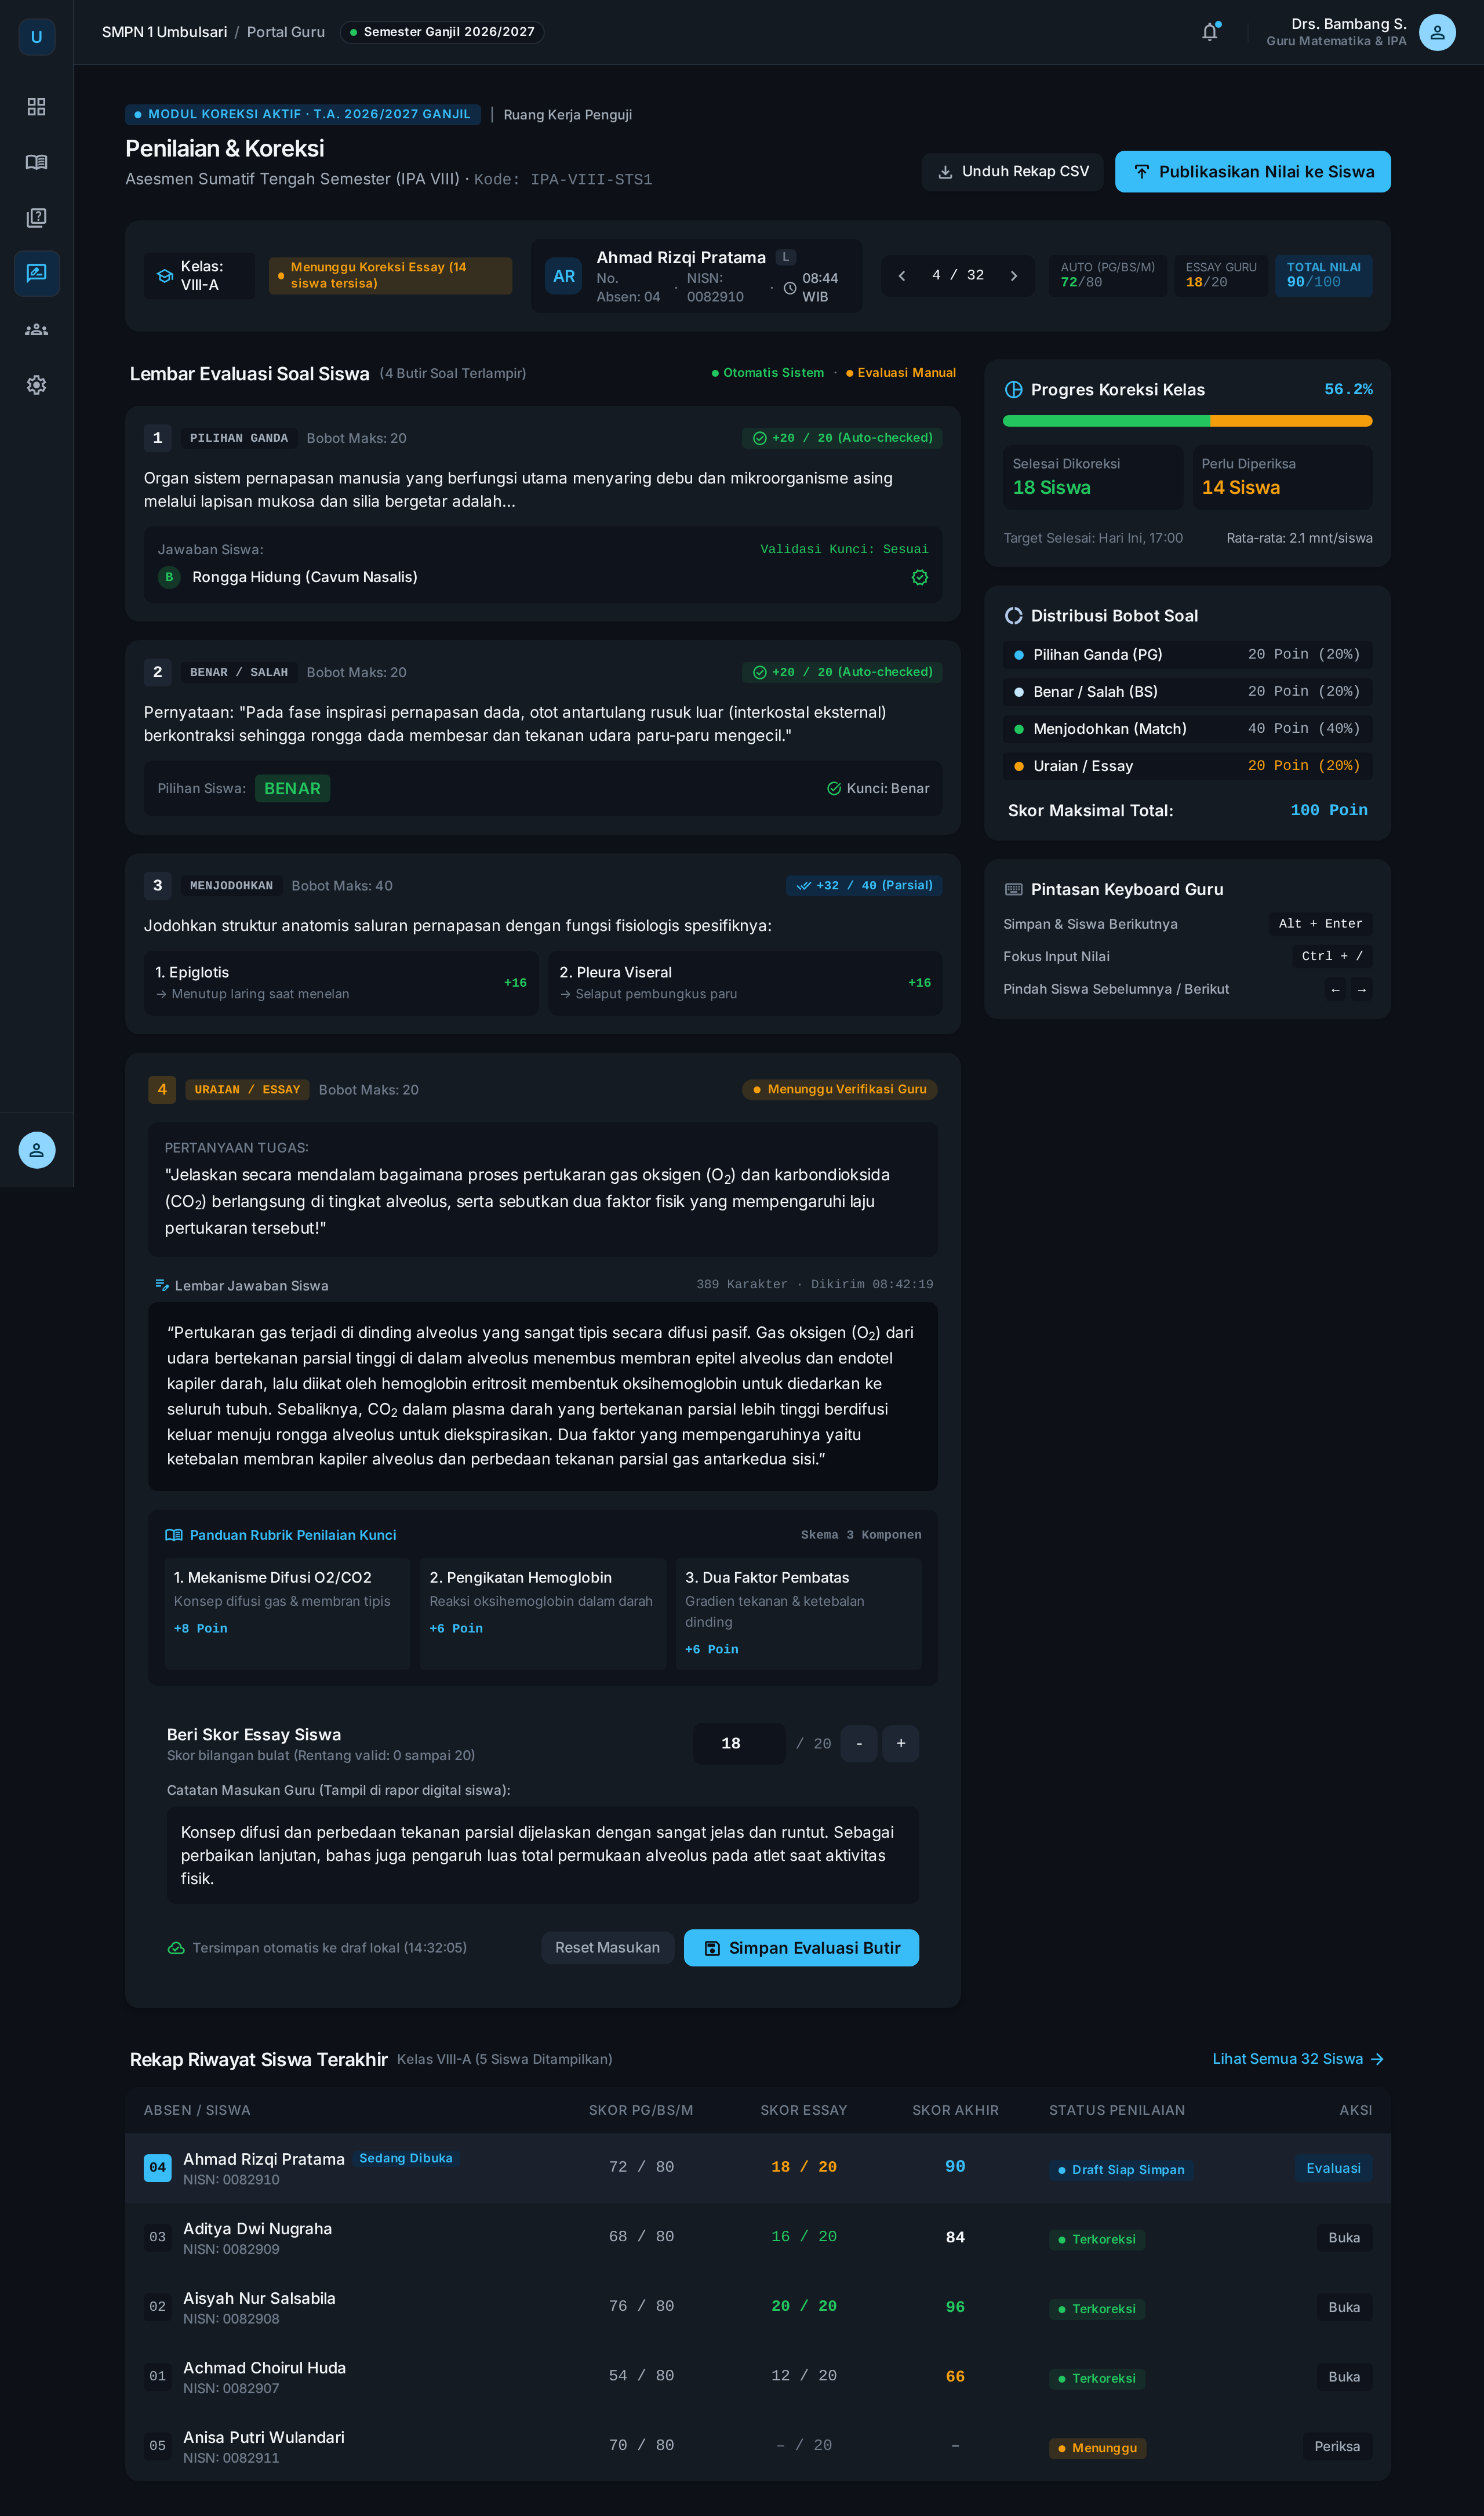 U
SMPN 1 Umbulsari / Portal Guru
Semester Ganjil 2026/2027
Drs. Bambang S.
Guru Matematika & IPA
MODUL KOREKSI AKTIF · T.A. 2026/2027 GANJIL | Ruang Kerja Penguji
Penilaian & Koreksi
Asesmen Sumatif Tengah Semester (IPA VIII) · Kode: IPA-VIII-STS1
Unduh Rekap CSV
Publikasikan Nilai ke Siswa
Kelas:
VIII-A
Menunggu Koreksi Essay (14
siswa tersisa)
AR
Ahmad Rizqi Pratama L
No.
Absen: 04
·
NISN:
0082910
·
08:44
WIB
4 / 32
AUTO (PG/BS/M)
72/80
ESSAY GURU
18/20
TOTAL NILAI
90/100
Lembar Evaluasi Soal Siswa (4 Butir Soal Terlampir)
Otomatis Sistem · Evaluasi Manual
1 PILIHAN GANDA Bobot Maks: 20
+20 / 20 (Auto-checked)
Organ sistem pernapasan manusia yang berfungsi utama menyaring debu dan mikroorganisme asing
melalui lapisan mukosa dan silia bergetar adalah...
Jawaban Siswa:
Validasi Kunci: Sesuai
B Rongga Hidung (Cavum Nasalis)
2 BENAR / SALAH Bobot Maks: 20
+20 / 20 (Auto-checked)
Pernyataan: "Pada fase inspirasi pernapasan dada, otot antartulang rusuk luar (interkostal eksternal)
berkontraksi sehingga rongga dada membesar dan tekanan udara paru-paru mengecil."
Pilihan Siswa: BENAR
Kunci: Benar
3 MENJODOHKAN Bobot Maks: 40
+32 / 40 (Parsial)
Jodohkan struktur anatomis saluran pernapasan dengan fungsi fisiologis spesifiknya:
1. Epiglotis
→ Menutup laring saat menelan
+16
2. Pleura Viseral
→ Selaput pembungkus paru
+16
4 URAIAN / ESSAY Bobot Maks: 20
Menunggu Verifikasi Guru
PERTANYAAN TUGAS:
"Jelaskan secara mendalam bagaimana proses pertukaran gas oksigen (O₂) dan karbondioksida
(CO₂) berlangsung di tingkat alveolus, serta sebutkan dua faktor fisik yang mempengaruhi laju
pertukaran tersebut!"
Lembar Jawaban Siswa
389 Karakter · Dikirim 08:42:19
“Pertukaran gas terjadi di dinding alveolus yang sangat tipis secara difusi pasif. Gas oksigen (O₂) dari
udara bertekanan parsial tinggi di dalam alveolus menembus membran epitel alveolus dan endotel
kapiler darah, lalu diikat oleh hemoglobin eritrosit membentuk oksihemoglobin untuk diedarkan ke
seluruh tubuh. Sebaliknya, CO₂ dalam plasma darah yang bertekanan parsial lebih tinggi berdifusi
keluar menuju rongga alveolus untuk diekspirasikan. Dua faktor yang mempengaruhinya yaitu
ketebalan membran kapiler alveolus dan perbedaan tekanan parsial gas antarkedua sisi.”
Panduan Rubrik Penilaian Kunci
Skema 3 Komponen
1. Mekanisme Difusi O2/CO2
Konsep difusi gas & membran tipis
+8 Poin
2. Pengikatan Hemoglobin
Reaksi oksihemoglobin dalam darah
+6 Poin
3. Dua Faktor Pembatas
Gradien tekanan & ketebalan
dinding
+6 Poin
Beri Skor Essay Siswa
Skor bilangan bulat (Rentang valid: 0 sampai 20)
18 / 20 - +
Catatan Masukan Guru (Tampil di rapor digital siswa):
Konsep difusi dan perbedaan tekanan parsial dijelaskan dengan sangat jelas dan runtut. Sebagai
perbaikan lanjutan, bahas juga pengaruh luas total permukaan alveolus pada atlet saat aktivitas
fisik.
Tersimpan otomatis ke draf lokal (14:32:05)
Reset Masukan
Simpan Evaluasi Butir
Progres Koreksi Kelas 56.2%
Selesai Dikoreksi
18 Siswa
Perlu Diperiksa
14 Siswa
Target Selesai: Hari Ini, 17:00
Rata-rata: 2.1 mnt/siswa
Distribusi Bobot Soal
Pilihan Ganda (PG) 20 Poin (20%)
Benar / Salah (BS) 20 Poin (20%)
Menjodohkan (Match) 40 Poin (40%)
Uraian / Essay 20 Poin (20%)
Skor Maksimal Total: 100 Poin
Pintasan Keyboard Guru
Simpan & Siswa Berikutnya Alt + Enter
Fokus Input Nilai Ctrl + /
Pindah Siswa Sebelumnya / Berikut ← →
Rekap Riwayat Siswa Terakhir Kelas VIII-A (5 Siswa Ditampilkan)
Lihat Semua 32 Siswa →
ABSEN / SISWA SKOR PG/BS/M SKOR ESSAY SKOR AKHIR STATUS PENILAIAN AKSI
04 Ahmad Rizqi Pratama Sedang Dibuka 72 / 80 18 / 20 90 Draft Siap Simpan Evaluasi
NISN: 0082910
03 Aditya Dwi Nugraha 68 / 80 16 / 20 84 Terkoreksi Buka
NISN: 0082909
02 Aisyah Nur Salsabila 76 / 80 20 / 20 96 Terkoreksi Buka
NISN: 0082908
01 Achmad Choirul Huda 54 / 80 12 / 20 66 Terkoreksi Buka
NISN: 0082907
05 Anisa Putri Wulandari 70 / 80 – / 20 – Menunggu Periksa
NISN: 0082911